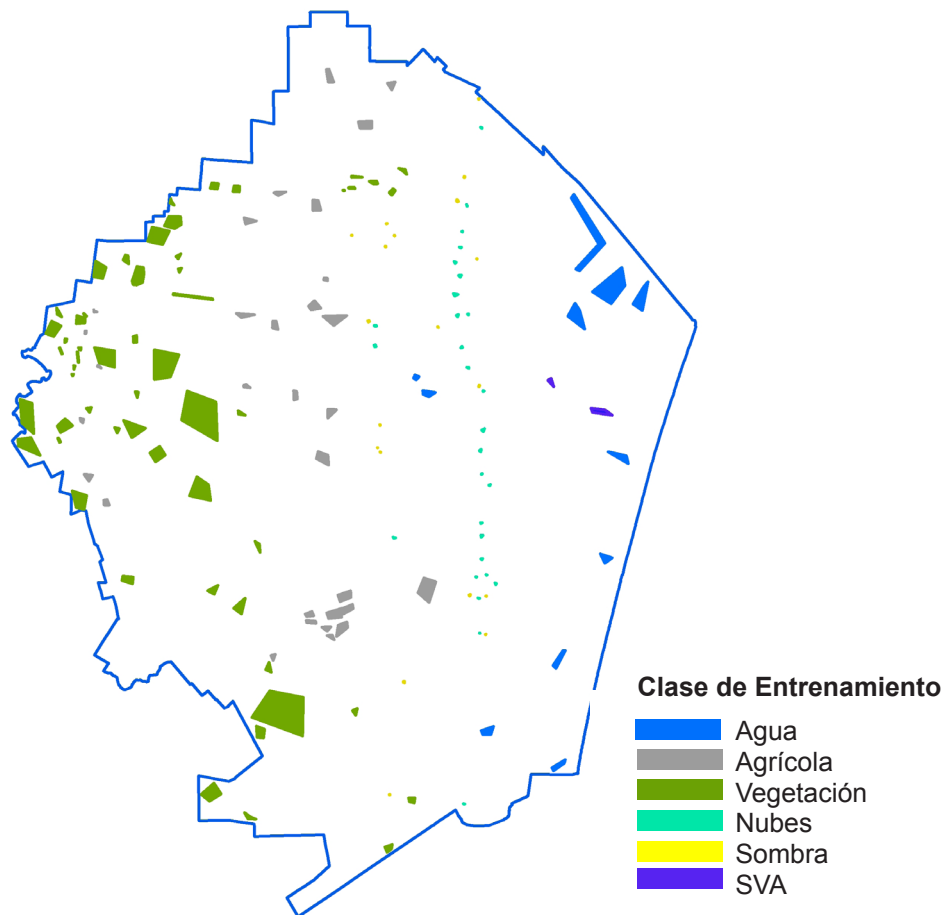 Clase de Entrenamiento
Agua
Agrícola
Vegetación
Nubes
Sombra
SVA